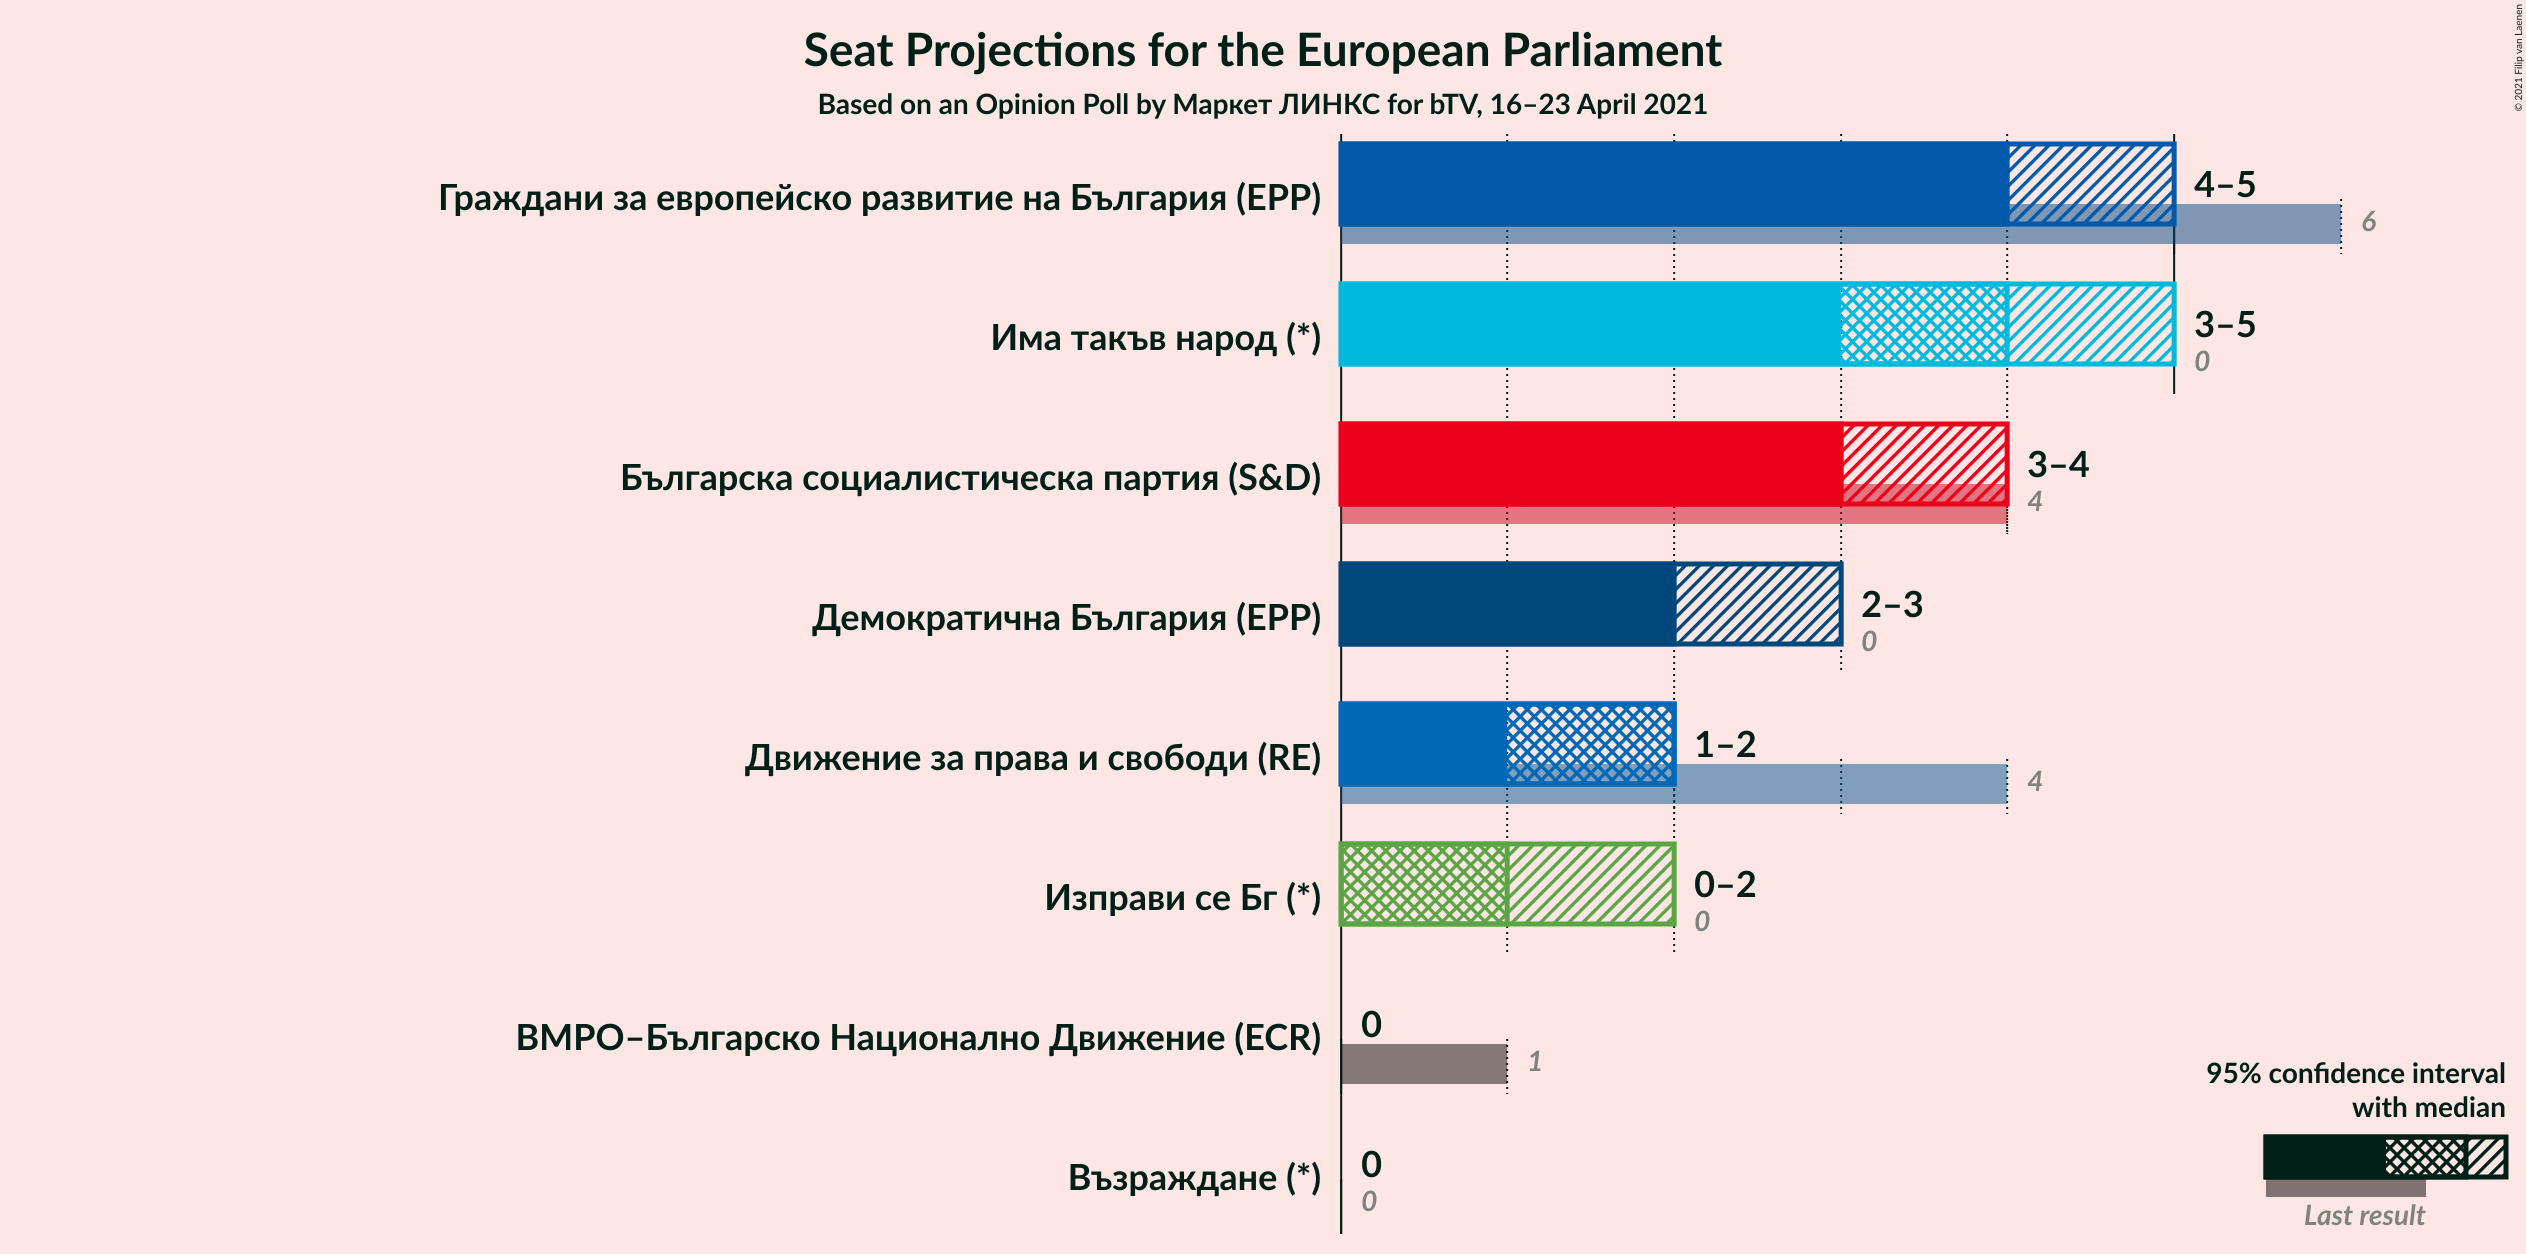 Seat Projections for the European Parliament
Based on an Opinion Poll by Маркет ЛИНКС for bTV, 16–23 April 2021
© 2021 Filip van Laenen
Граждани за европейско развитие на България (EPP)
4–5
6
Има такъв народ (*)
3–5
0
Българска социалистическа партия (S&D)
3–4
4
Демократична България (EPP)
2–3
0
Движение за права и свободи (RE)
1–2
4
Изправи се Бг (*)
0–2
0
ВМРО–Българско Национално Движение (ECR)
0
1
Възраждане (*)
0
0
95% confidence interval
with median
Last result